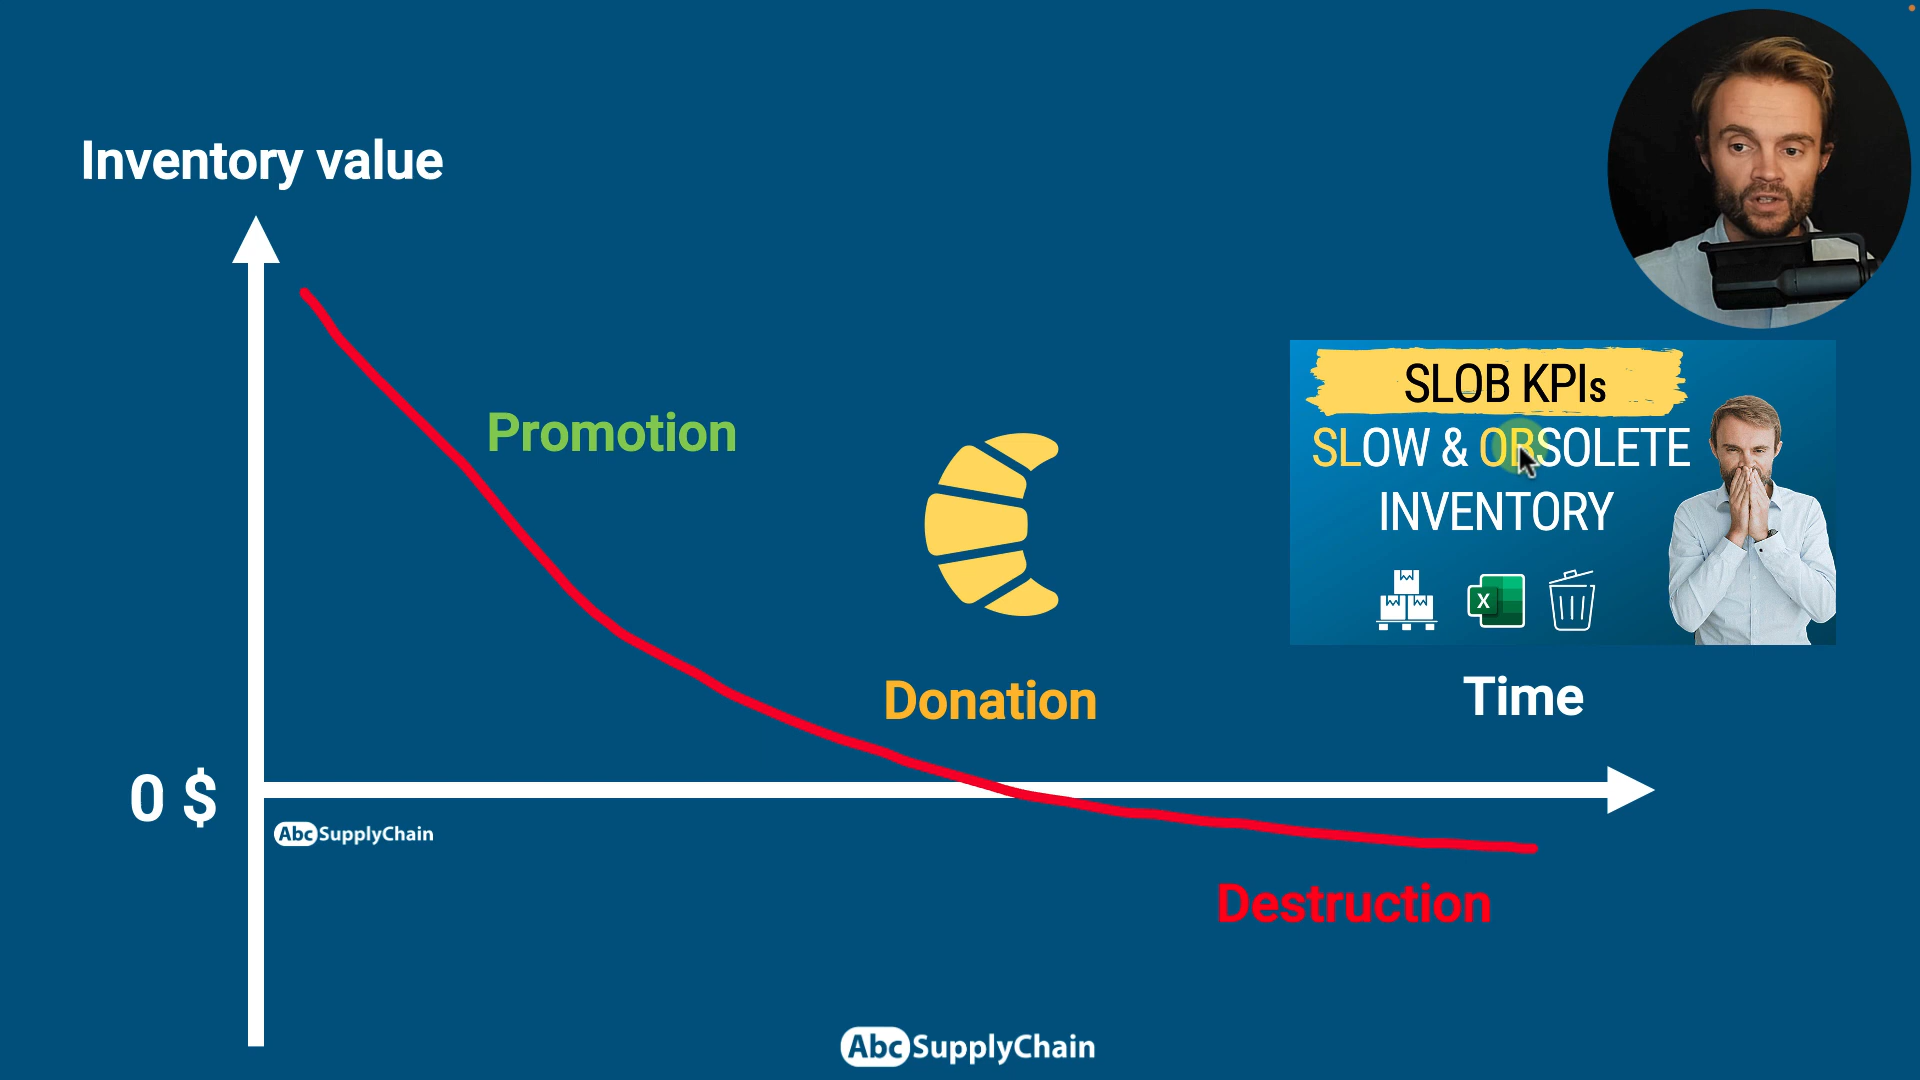 Inventory value
SLOB KPIs
SLOW & OBSOLETE
INVENTORY
X
Promotion
Donation
Time
0 $
AbcSupplyChain
Destruction
AbcSupplyChain